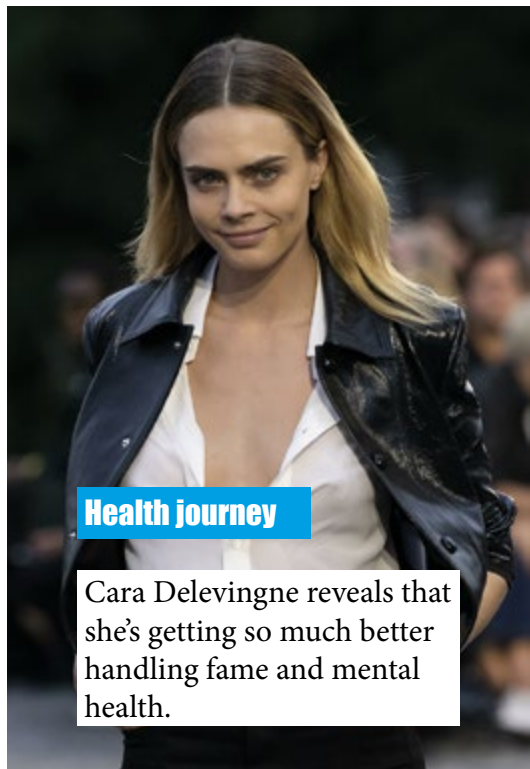 Health journey
Cara Delevingne reveals that
she's getting so much better
handling fame and mental
health.